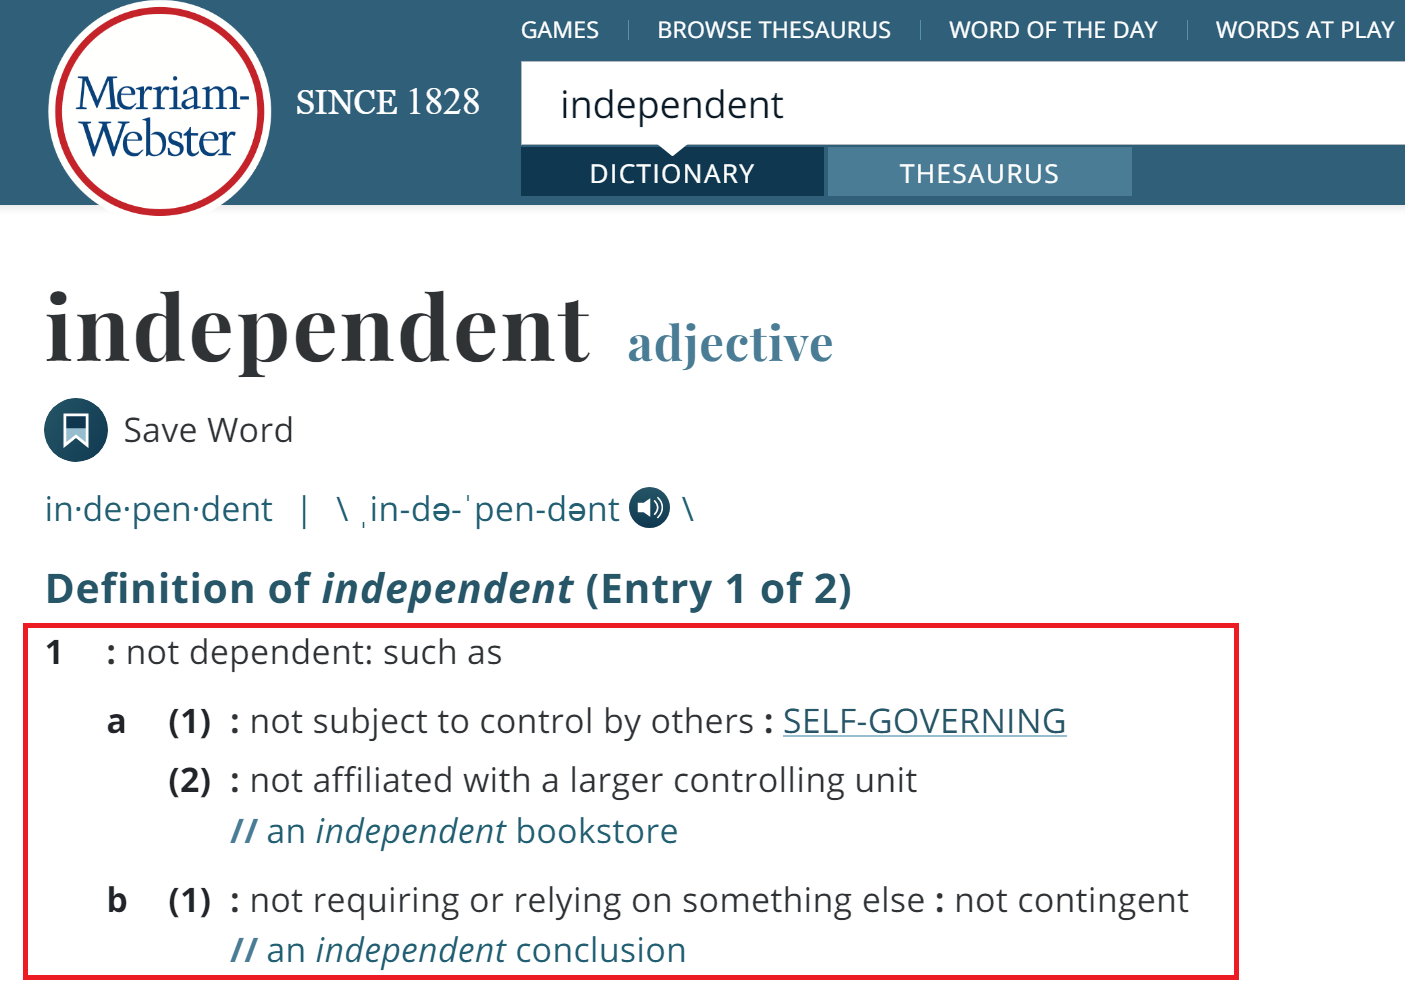 GAMES | BROWSE THESAURUS | WORD OF THE DAY | WORDS AT PLAY
Merriam-
Webster
SINCE 1828
independent
DICTIONARY THESAURUS
independent adjective
Save Word
in·de·pen·dent | \ ˌin-də-ˈpen-dənt \
Definition of independent (Entry 1 of 2)
1 : not dependent: such as
a (1) : not subject to control by others : SELF-GOVERNING
(2) : not affiliated with a larger controlling unit
// an independent bookstore
b (1) : not requiring or relying on something else : not contingent
// an independent conclusion